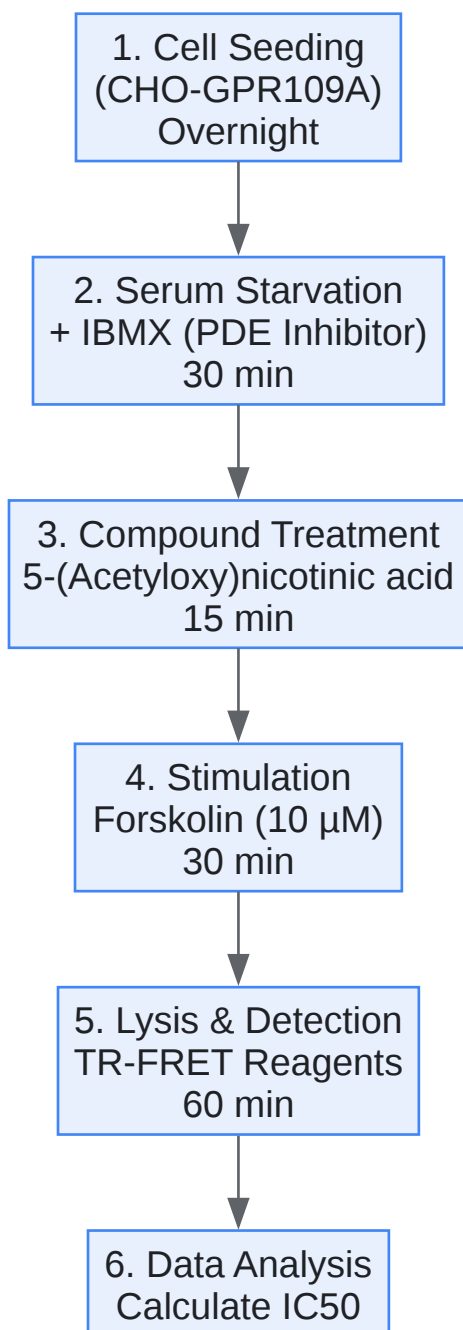 1. Cell Seeding
(CHO-GPR109A)
Overnight
2. Serum Starvation
+ IBMX (PDE Inhibitor)
30 min
3. Compound Treatment
5-(Acetyloxy)nicotinic acid
15 min
4. Stimulation
Forskolin (10 µM)
30 min
5. Lysis & Detection
TR-FRET Reagents
60 min
6. Data Analysis
Calculate IC50